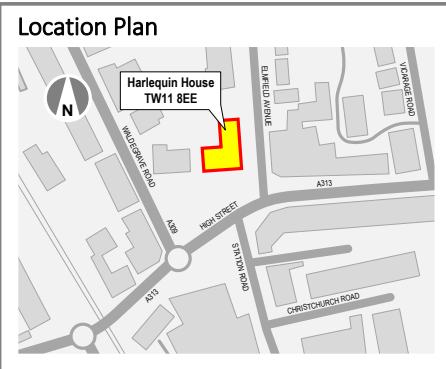 Location Plan
Harlequin House
TW11 8EE
N
ELMFIELD AVENUE
VICARAGE ROAD
WALDEGRAVE ROAD
A313
A309
HIGH STREET
STATION ROAD
A313
CHRISTCHURCH ROAD